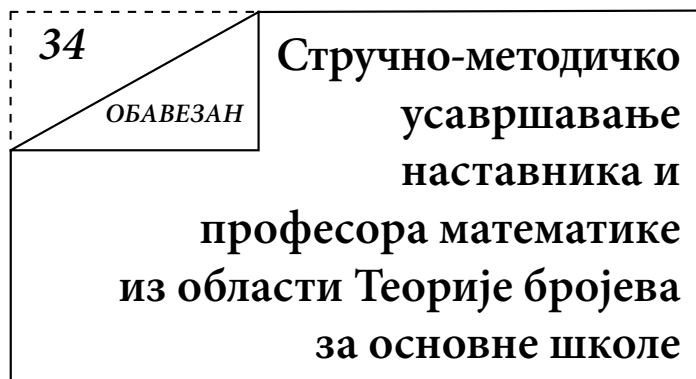 34
ОБАВЕЗАН
Стручно-методичко
усавршавање
наставника и
професора математике
из области Теорије бројева
за основне школе